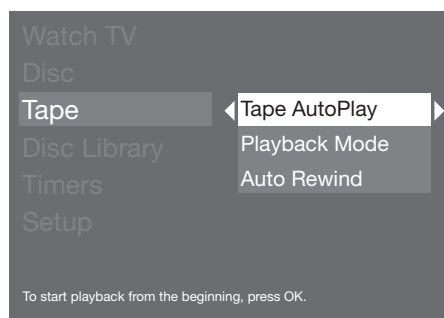 Watch TV
Disc
Tape
Tape AutoPlay
Disc Library
Playback Mode
Timers
Auto Rewind
Setup
To start playback from the beginning, press OK.